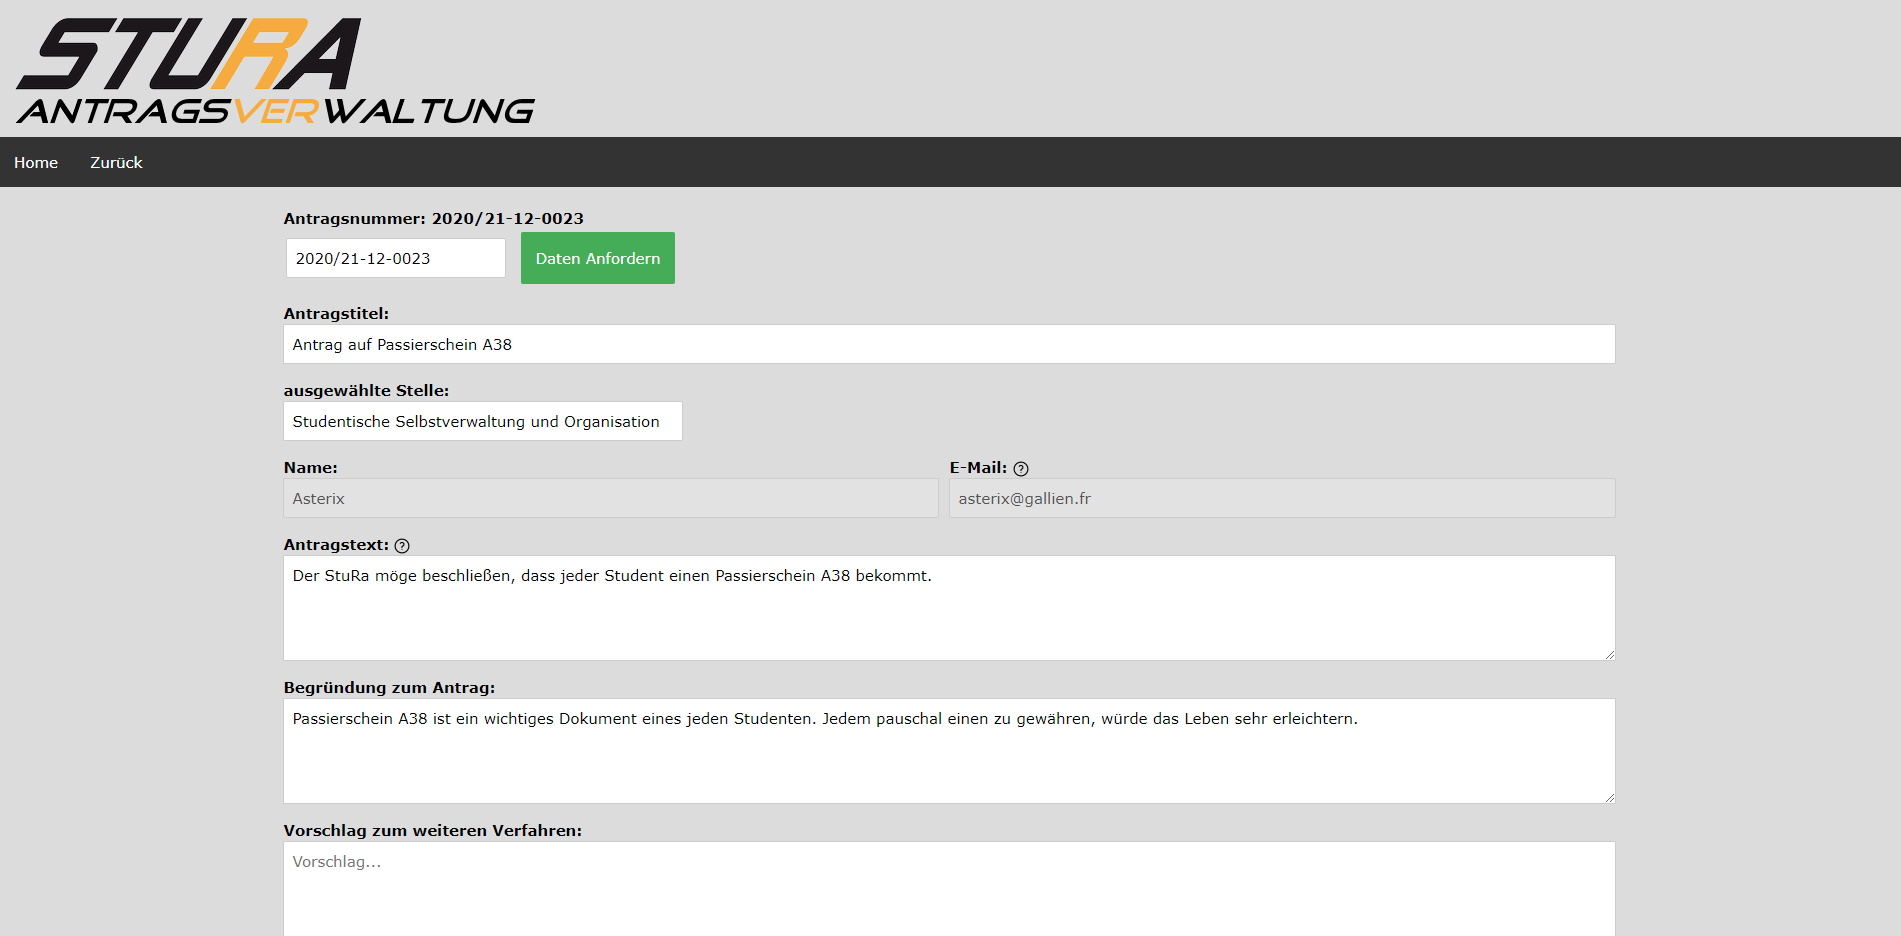 STURA
ANTRAGSVERWALTUNG
Home Zurück
Antragsnummer: 2020/21-12-0023
2020/21-12-0023 Daten Anfordern
Antragstitel:
Antrag auf Passierschein A38
ausgewählte Stelle:
Studentische Selbstverwaltung und Organisation
Name: E-Mail: ?
Asterix asterix@gallien.fr
Antragstext: ?
Der StuRa möge beschließen, dass jeder Student einen Passierschein A38 bekommt.
Begründung zum Antrag:
Passierschein A38 ist ein wichtiges Dokument eines jeden Studenten. Jedem pauschal einen zu gewähren, würde das Leben sehr erleichtern.
Vorschlag zum weiteren Verfahren:
Vorschlag...